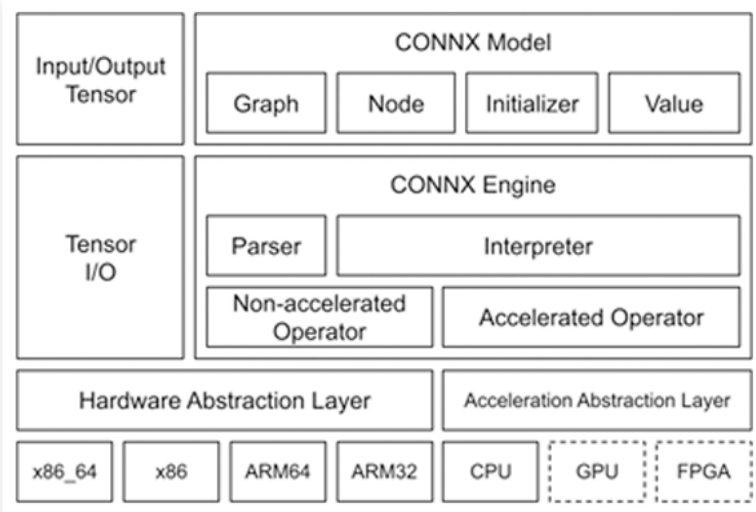 Input/Output
Tensor
CONNX Model
Graph
Node
Initializer
Value
Tensor
I/O
CONNX Engine
Parser
Interpreter
Non-accelerated
Operator
Accelerated Operator
Hardware Abstraction Layer
Acceleration Abstraction Layer
x86_64
x86
ARM64
ARM32
CPU
GPU
FPGA